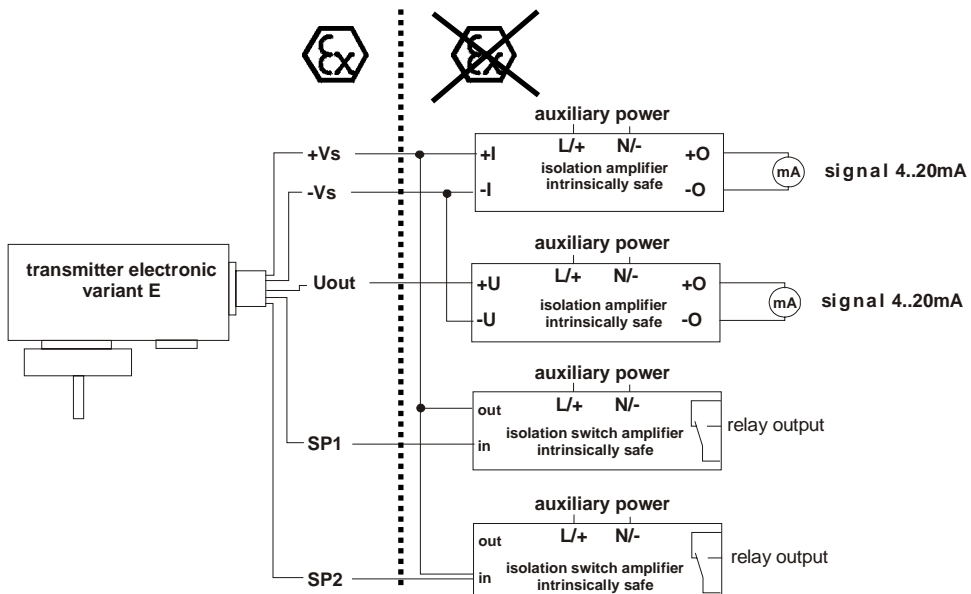 Ex
Ex
auxiliary power
L/+ N/-
+Vs
+I
+O
isolation amplifier
intrinsically safe
mA
signal 4..20mA
-Vs
-I
-O
auxiliary power
L/+ N/-
transmitter electronic
variant E
Uout
+U
+O
isolation amplifier
intrinsically safe
mA
signal 4..20mA
-U
-O
auxiliary power
L/+ N/-
out
relay output
isolation switch amplifier
intrinsically safe
SP1
in
auxiliary power
L/+ N/-
out
relay output
isolation switch amplifier
intrinsically safe
SP2
in